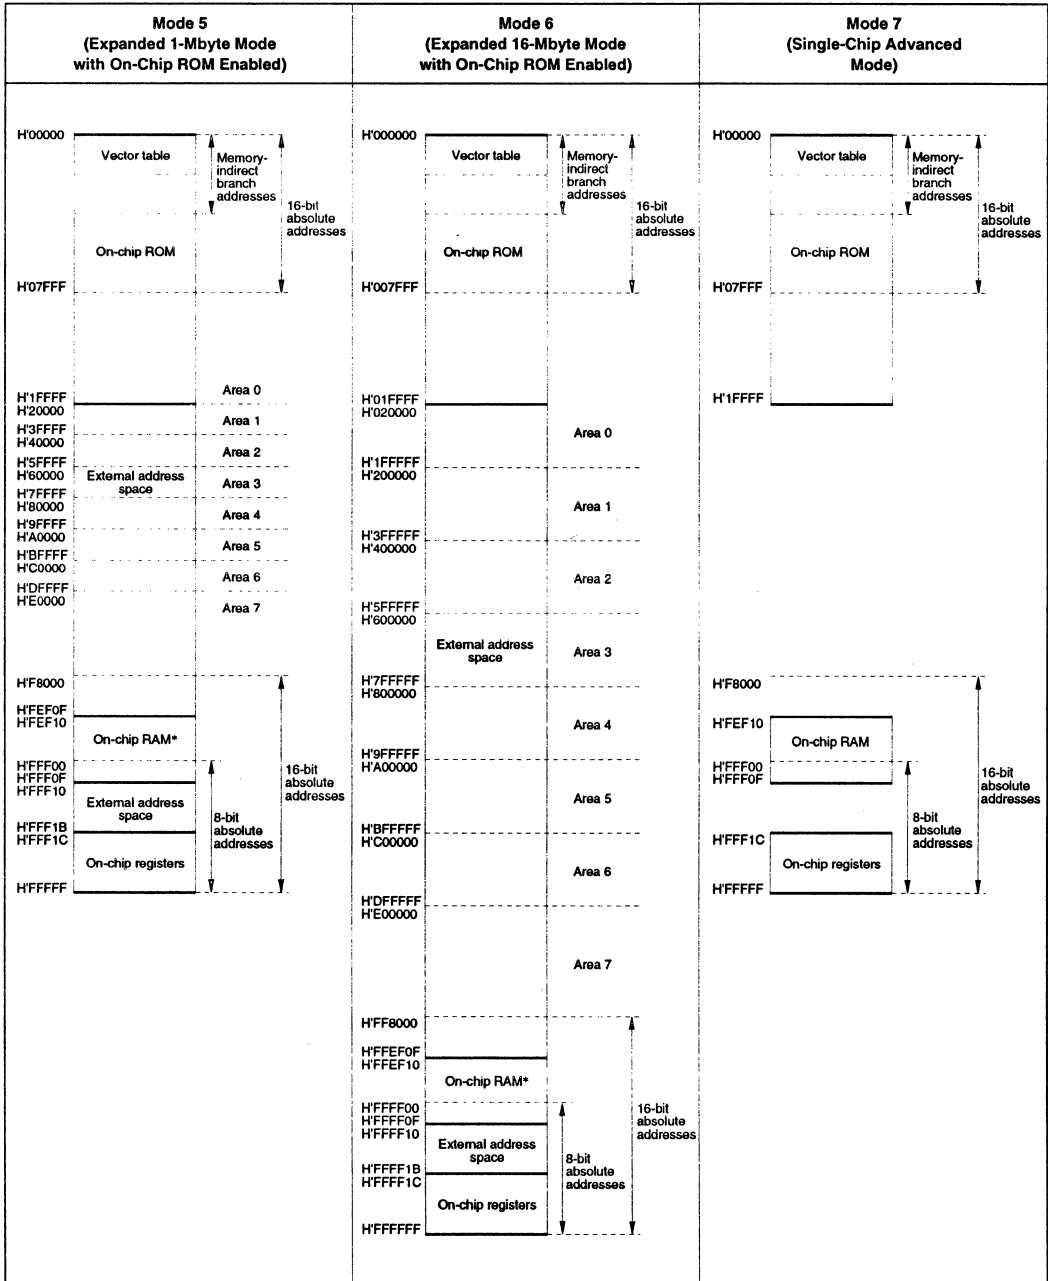 Mode 5
(Expanded 1-Mbyte Mode
with On-Chip ROM Enabled)
H'00000
Vector table
Memory-
indirect
branch
addresses
16-bit
absolute
addresses
On-chip ROM
H'07FFF
H'1FFFF
Area 0
H'20000
Area 1
H'3FFFF
H'40000
Area 2
H'5FFFF
H'60000
External address
space
Area 3
H'7FFFF
H'80000
Area 4
H'9FFFF
H'A0000
Area 5
H'BFFFF
H'C0000
Area 6
H'DFFFF
H'E0000
Area 7
H'F8000
H'FEF0F
H'FEF10
On-chip RAM*
H'FFF00
H'FFF0F
H'FFF10
16-bit
absolute
addresses
External address
space
8-bit
absolute
addresses
H'FFF1B
H'FFF1C
On-chip registers
H'FFFFF
Mode 6
(Expanded 16-Mbyte Mode
with On-Chip ROM Enabled)
H'000000
Vector table
Memory-
indirect
branch
addresses
16-bit
absolute
addresses
On-chip ROM
H'007FFF
H'01FFFF
H'020000
Area 0
H'1FFFFF
H'200000
Area 1
H'3FFFFF
H'400000
Area 2
H'5FFFFF
H'600000
External address
space
Area 3
H'7FFFFF
H'800000
Area 4
H'9FFFFF
H'A00000
Area 5
H'BFFFFF
H'C00000
Area 6
H'DFFFFF
H'E00000
Area 7
H'FF8000
H'FFEF0F
H'FFEF10
On-chip RAM*
H'FFFF00
H'FFFF0F
H'FFFF10
16-bit
absolute
addresses
External address
space
8-bit
absolute
addresses
H'FFFF1B
H'FFFF1C
On-chip registers
H'FFFFFF
Mode 7
(Single-Chip Advanced
Mode)
H'00000
Vector table
Memory-
indirect
branch
addresses
16-bit
absolute
addresses
On-chip ROM
H'07FFF
H'1FFFF
H'F8000
H'FEF10
On-chip RAM
H'FFF00
H'FFF0F
16-bit
absolute
addresses
8-bit
absolute
addresses
H'FFF1C
On-chip registers
H'FFFFF